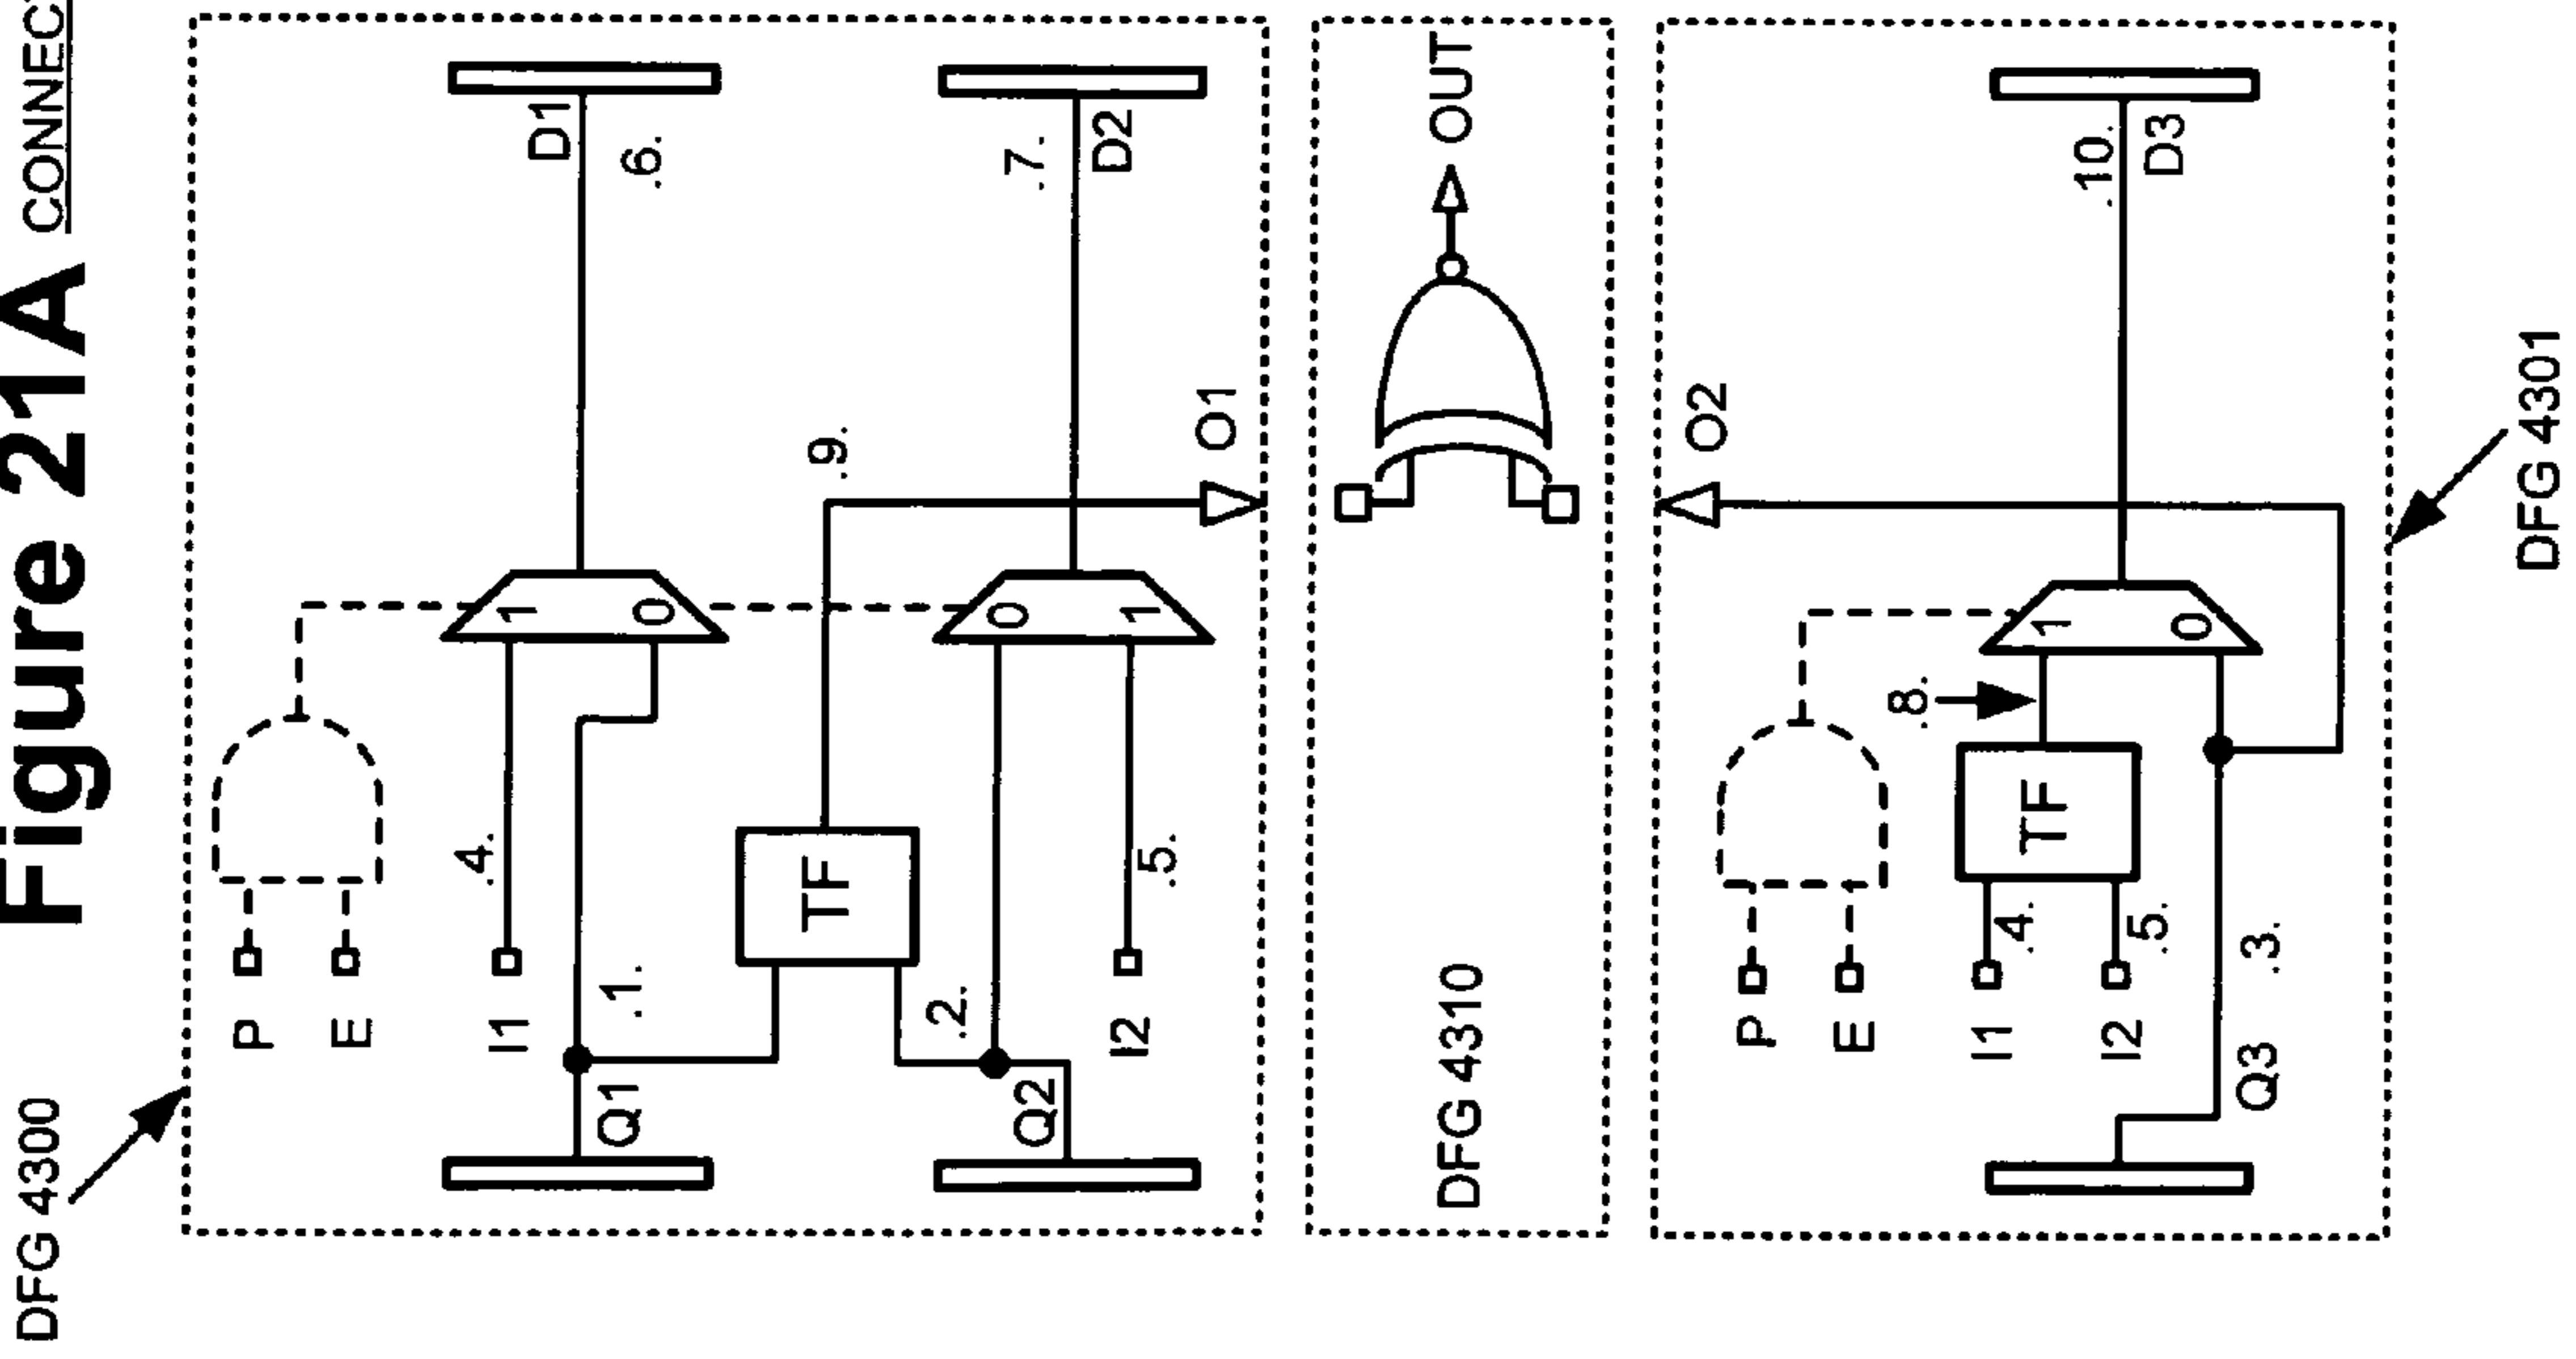 Figure 21A CONNEC
DFG 4300
P
E
I1
.4.
1
0
D1
.6.
Q1
.1.
TF
.9.
Q2
.2.
0
1
.7.
D2
I2
.5.
O1
DFG 4310
OUT
O2
P
E
.8.
I1
.4.
I2
.5.
TF
1
0
.10.
D3
Q3
.3.
DFG 4301